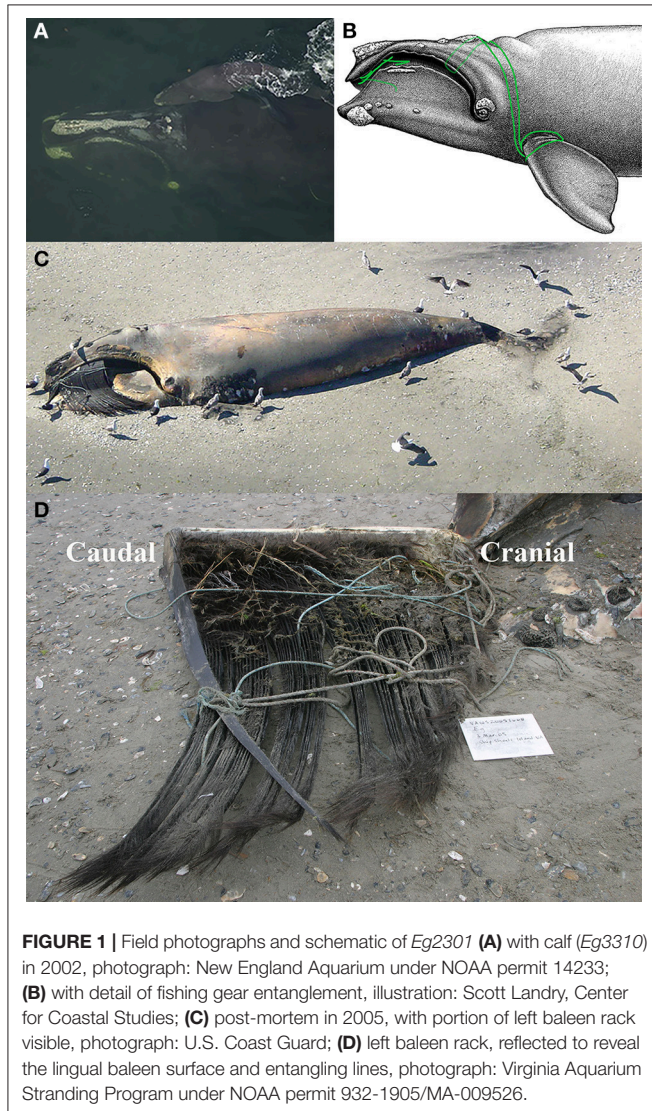 A
B
C
D
Caudal
Cranial
FIGURE 1 | Field photographs and schematic of Eg2301 (A) with calf (Eg3310)
in 2002, photograph: New England Aquarium under NOAA permit 14233;
(B) with detail of fishing gear entanglement, illustration: Scott Landry, Center
for Coastal Studies; (C) post-mortem in 2005, with portion of left baleen rack
visible, photograph: U.S. Coast Guard; (D) left baleen rack, reflected to reveal
the lingual baleen surface and entangling lines, photograph: Virginia Aquarium
Stranding Program under NOAA permit 932-1905/MA-009526.